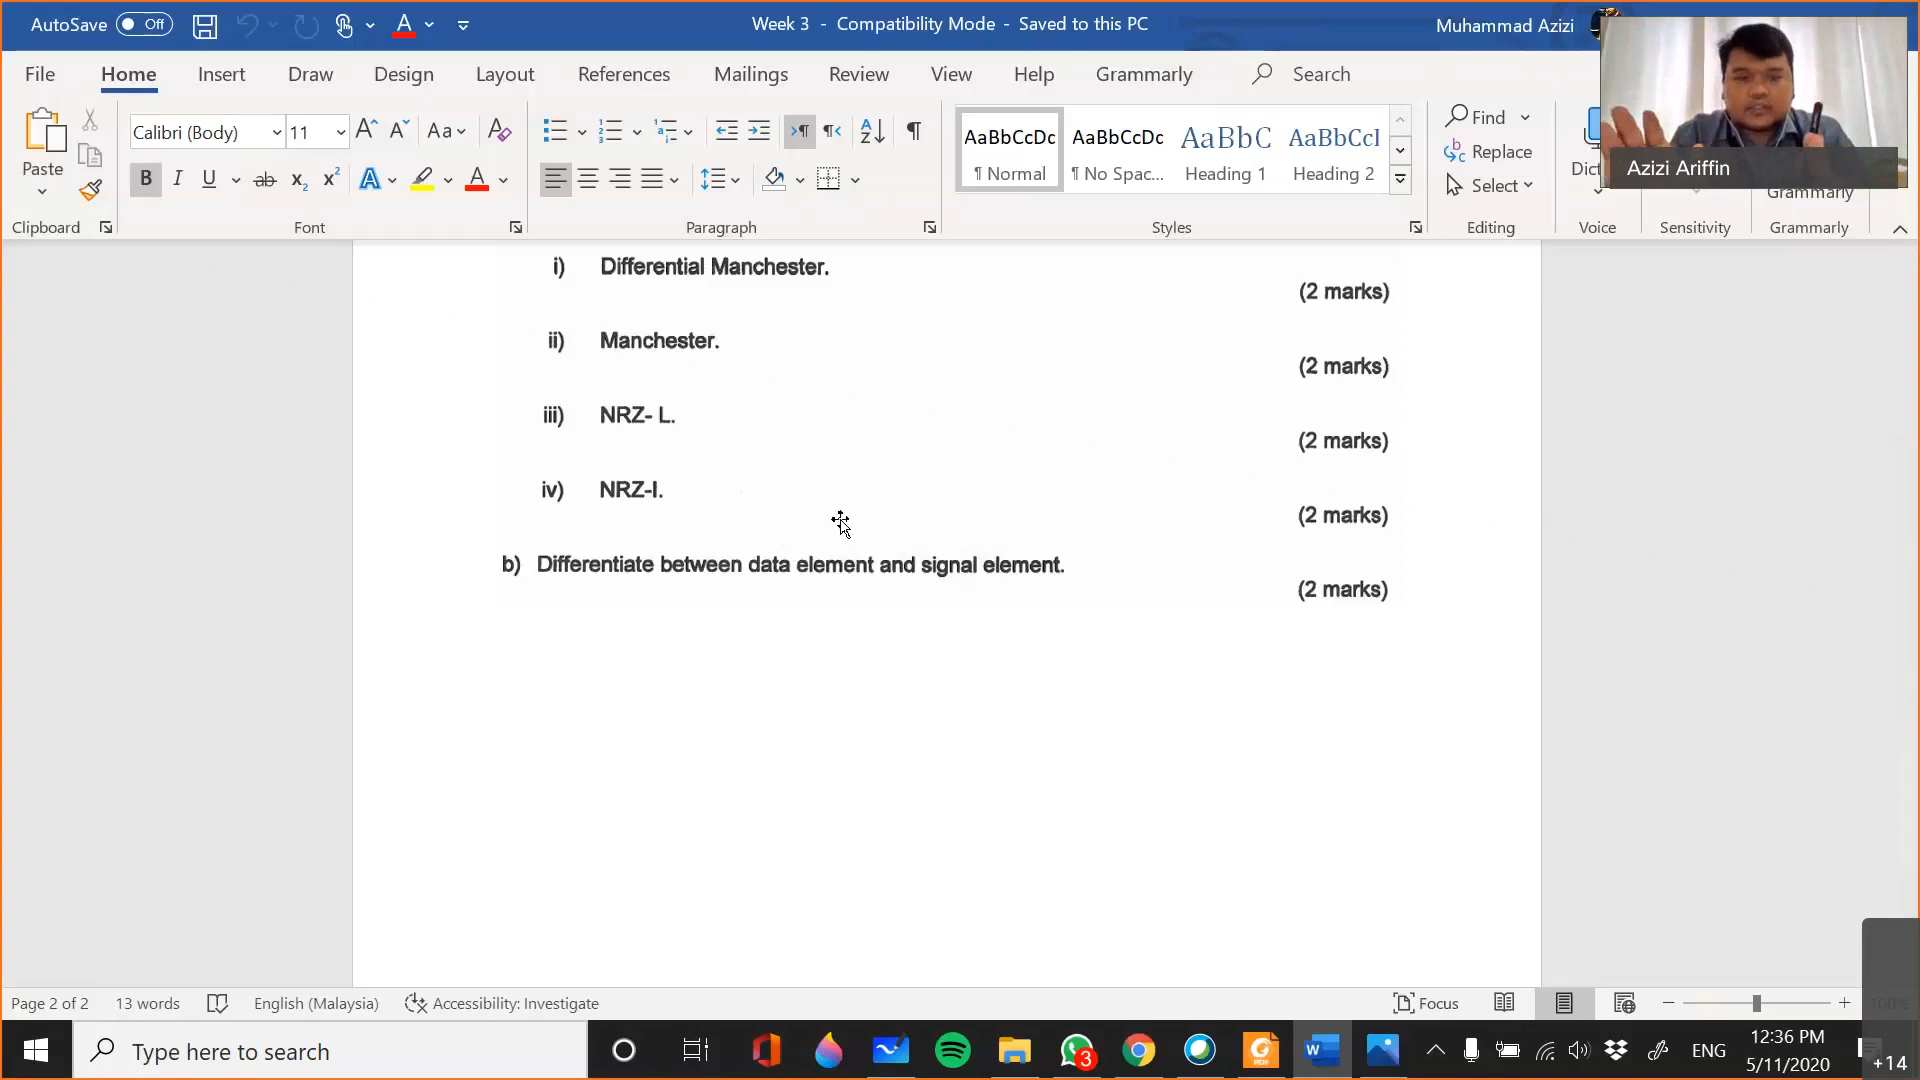 AutoSave Off Week 3 - Compatibility Mode - Saved to this PC Muhammad Azizi
File Home Insert Draw Design Layout References Mailings Review View Help Grammarly Search
Paste
Calibri (Body) 11 Aa
AaBbCcDc AaBbCcDc AaBbC AaBbCcI
¶ Normal ¶ No Spac... Heading 1 Heading 2
Find
Replace
Select
Azizi Ariffin
Grammarly
Clipboard Font Paragraph Styles Editing Voice Sensitivity Grammarly
i) Differential Manchester.
(2 marks)
ii) Manchester.
(2 marks)
iii) NRZ- L.
(2 marks)
iv) NRZ-I.
(2 marks)
b) Differentiate between data element and signal element.
(2 marks)
Page 2 of 2 13 words English (Malaysia) Accessibility: Investigate Focus
Type here to search
3
PDF
ENG
12:36 PM
5/11/2020
+14